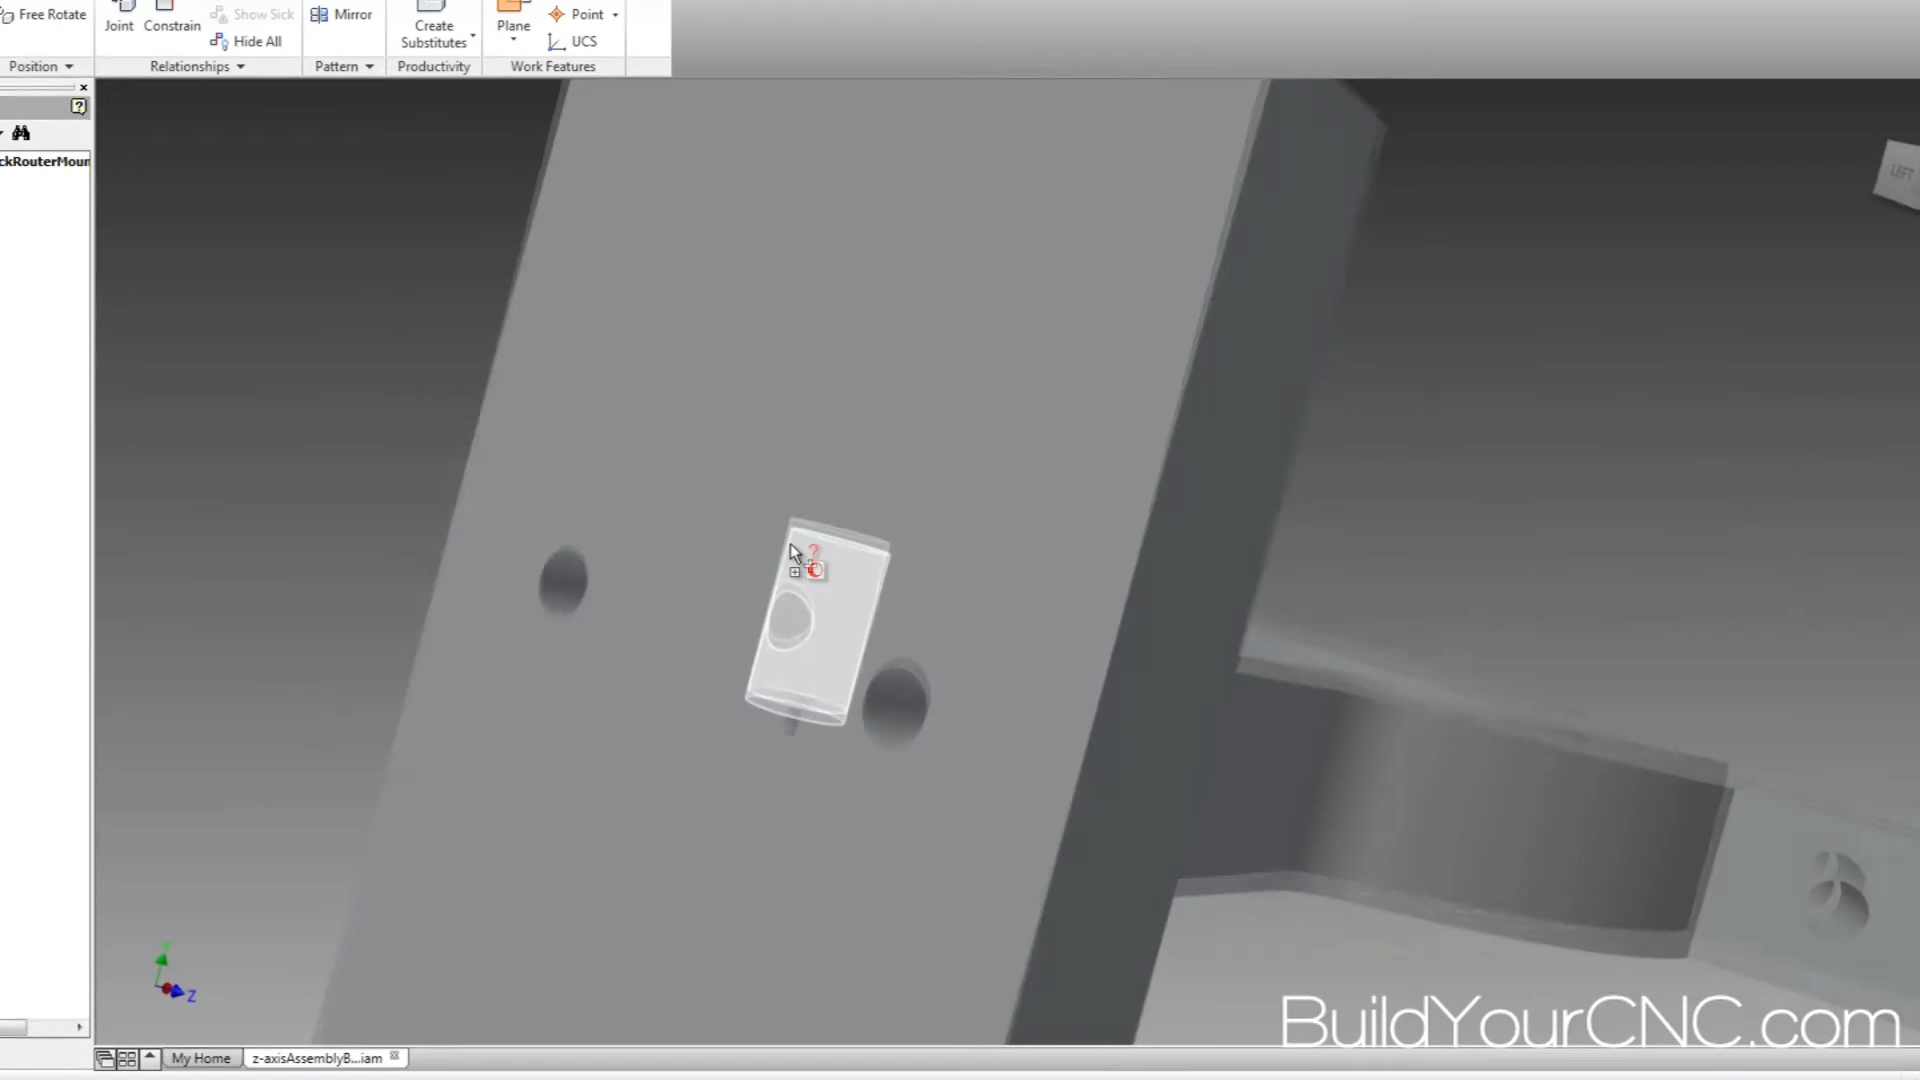 Free Rotate
Joint
Constrain
Show Sick
Hide All
Mirror
Create
Substitutes
Plane
Point
UCS
Position
Relationships
Pattern
Productivity
Work Features
ckRouterMoun
LEFT
Z
My Home
z-axisAssemblyB...iam
BuildYourCNC.com